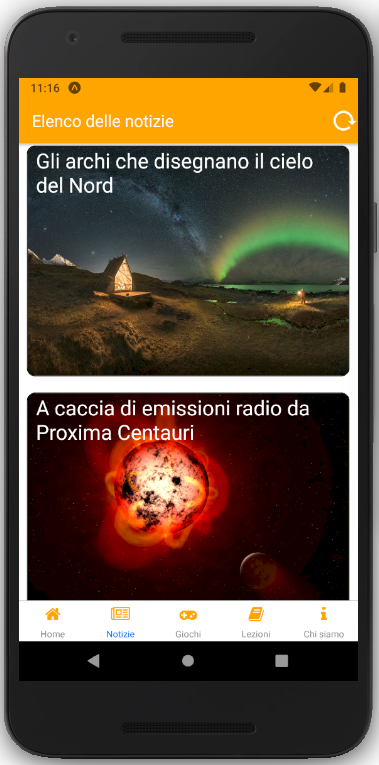 11:16
Elenco delle notizie
Gli archi che disegnano il cielo
del Nord
A caccia di emissioni radio da
Proxima Centauri
Home
Notizie
Giochi
Lezioni
Chi siamo